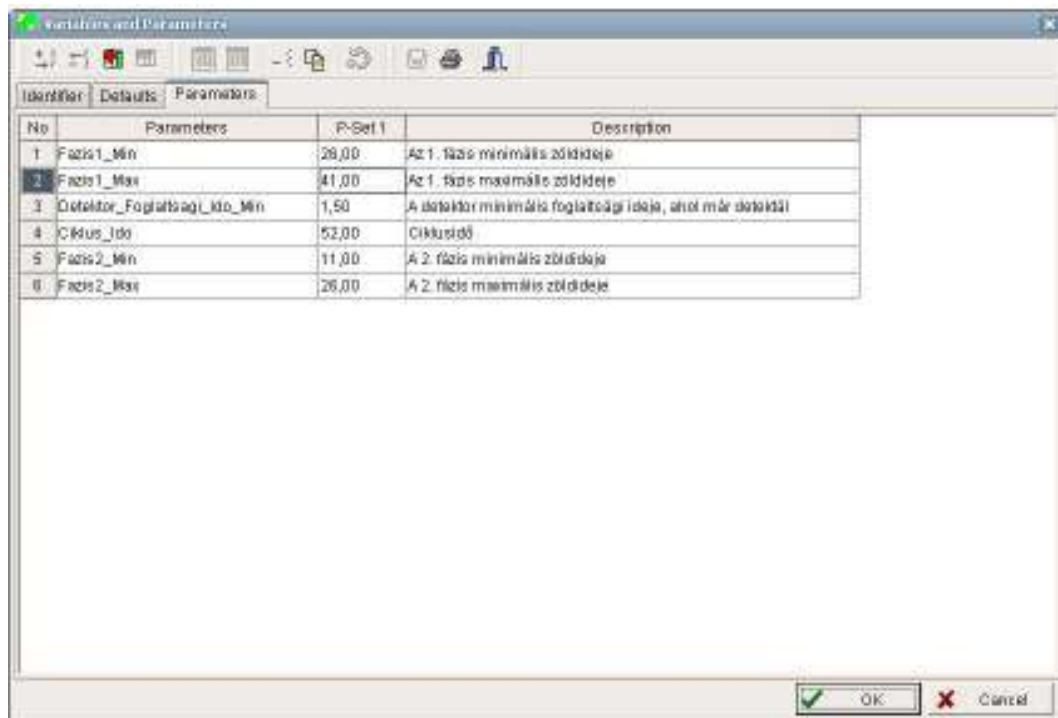 Variables and Parameters
Identifier Defaults Parameters
No Parameters P-Set 1 Description
1 Fazis1_Min 26,00 Az 1. fázis minimális zöldideje
2 Fazis1_Max 41,00 Az 1. fázis maximális zöldideje
3 Detektor_Foglaltsagi_Ido_Min 1,50 A detektor minimális foglaltsági ideje, ahol már detektál
4 Ciklus_Ido 52,00 Ciklusidő
5 Fazis2_Min 11,00 A 2. fázis minimális zöldideje
6 Fazis2_Max 26,00 A 2. fázis maximális zöldideje
OK Cancel